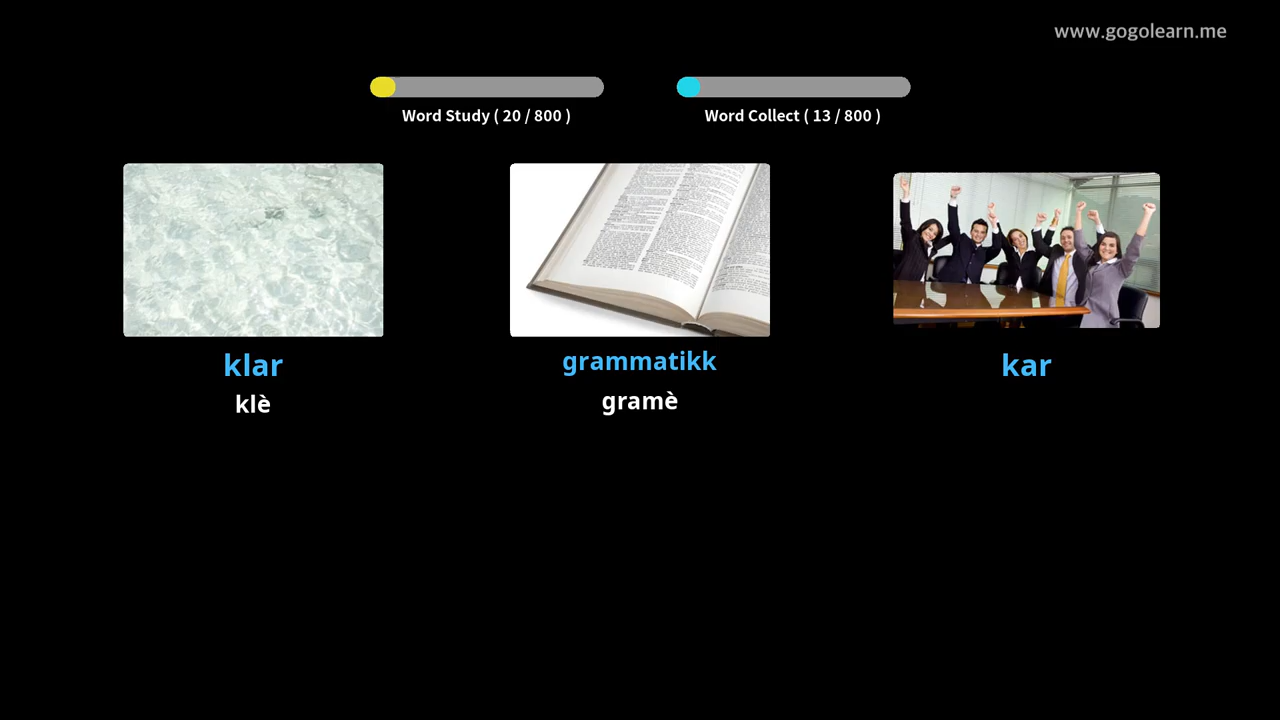 www.gogolearn.me
Word Study ( 20 / 800 )
Word Collect ( 13 / 800 )
klar
klè
grammatikk
gramè
kar